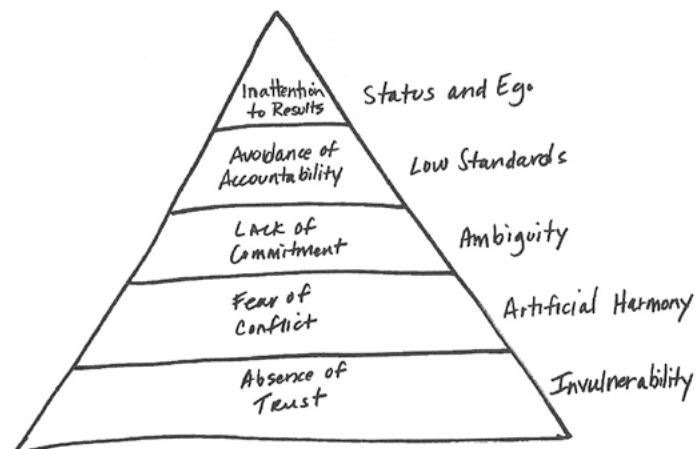 Inattention
to Results
Status and Ego
Avoidance of
Accountability
Low Standards
Lack of
Commitment
Ambiguity
Fear of
Conflict
Artificial Harmony
Absence of
Trust
Invulnerability